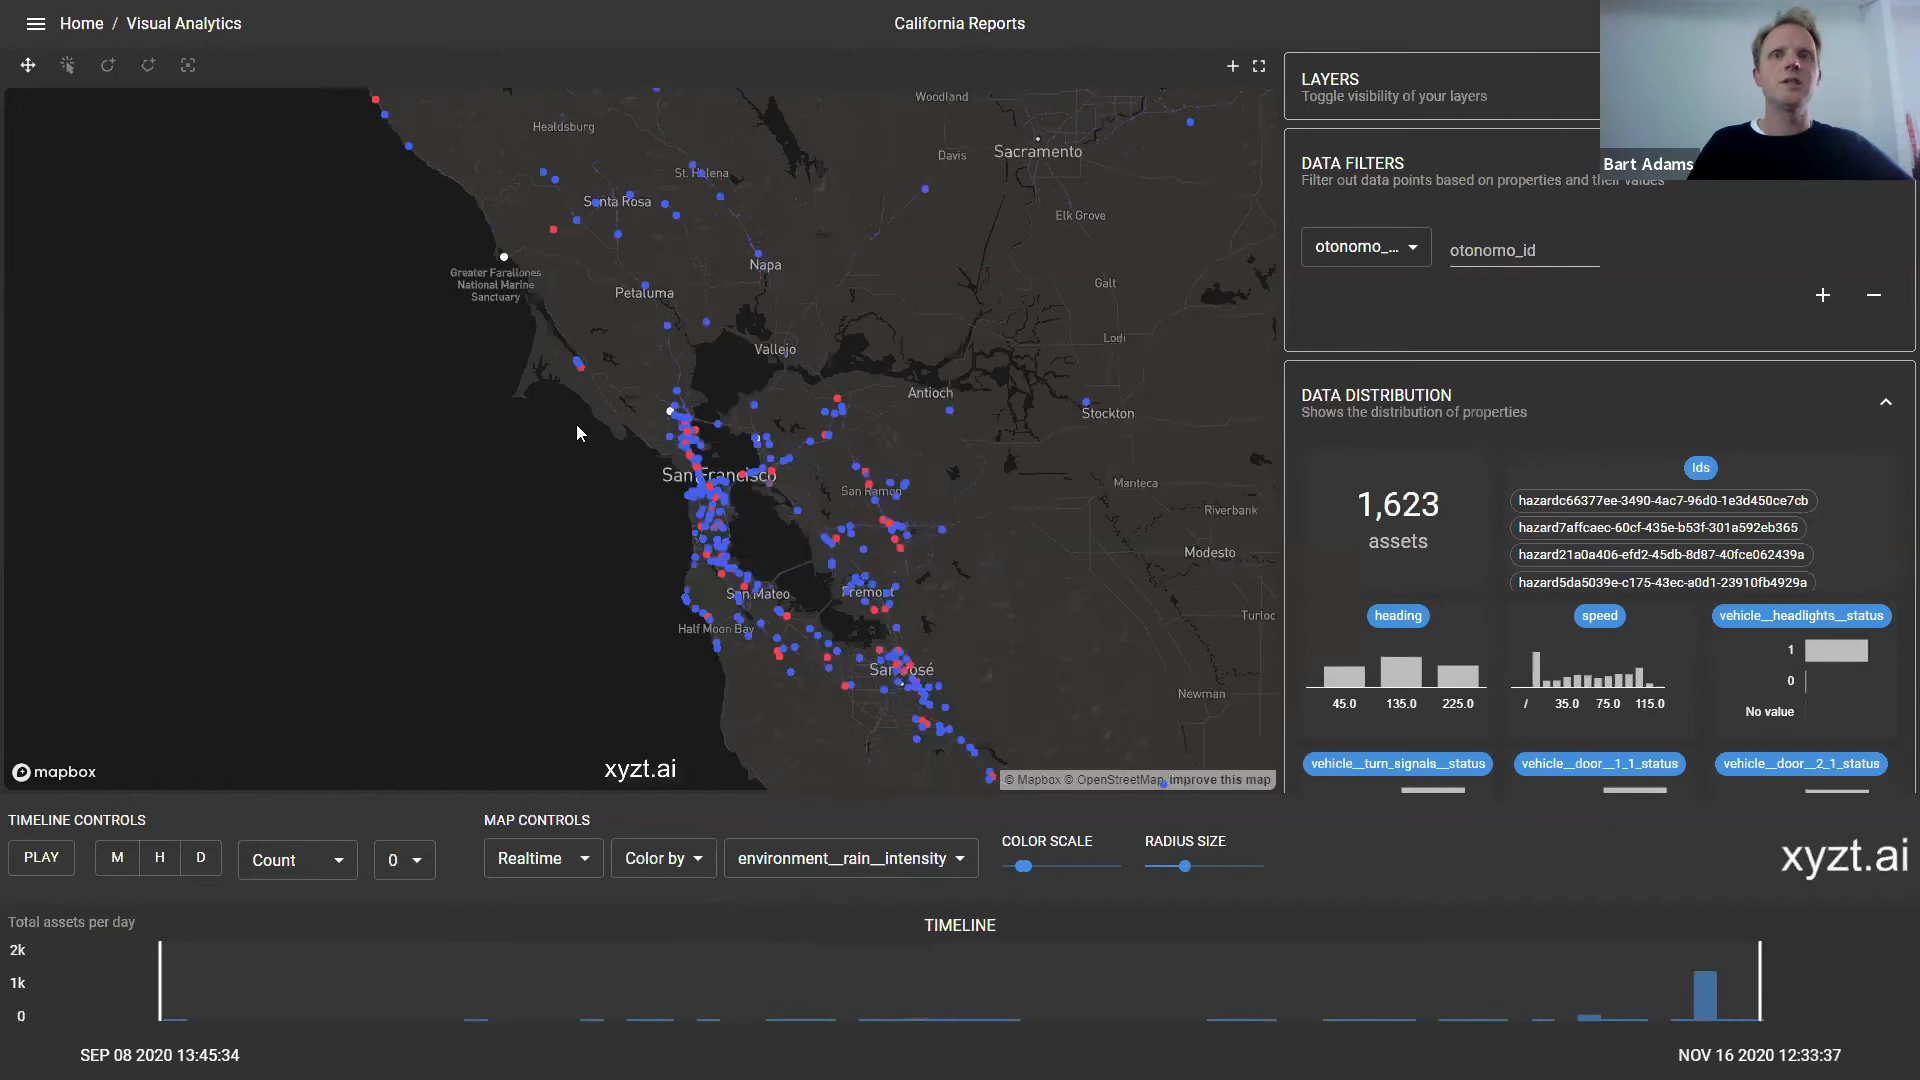 Home / Visual Analytics
California Reports
LAYERS
Toggle visibility of your layers
Bart Adams
DATA FILTERS
Filter out data points based on properties and their values
otonomo_...
otonomo_id
DATA DISTRIBUTION
Shows the distribution of properties
1,623
assets
Ids
hazardc66377ee-3490-4ac7-96d0-1e3d450ce7cb
hazard7affcaec-60cf-435e-b53f-301a592eb365
hazard21a0a406-efd2-45db-8d87-40fce062439a
hazard5da5039e-c175-43ec-a0d1-23910fb4929a
heading
45.0 135.0 225.0
speed
/ 35.0 75.0 115.0
vehicle__headlights__status
1
0
No value
vehicle__turn_signals__status
vehicle__door__1_1_status
vehicle__door__2_1_status
Woodland
Healdsburg
Sacramento
Davis
St. Helena
Santa Rosa
Elk Grove
Napa
Greater Farallones
National Marine
Sanctuary
Petaluma
Galt
Vallejo
Lodi
Antioch
Stockton
San Francisco
San Ramon
Manteca
Riverbank
Modesto
San Mateo
Fremont
Half Moon Bay
Turloc
San José
Newman
mapbox
xyzt.ai
© Mapbox © OpenStreetMap Improve this map
TIMELINE CONTROLS
PLAY
M H D
Count
0
MAP CONTROLS
Realtime
Color by
environment__rain__intensity
COLOR SCALE
RADIUS SIZE
xyzt.ai
Total assets per day
TIMELINE
2k
1k
0
SEP 08 2020 13:45:34
NOV 16 2020 12:33:37